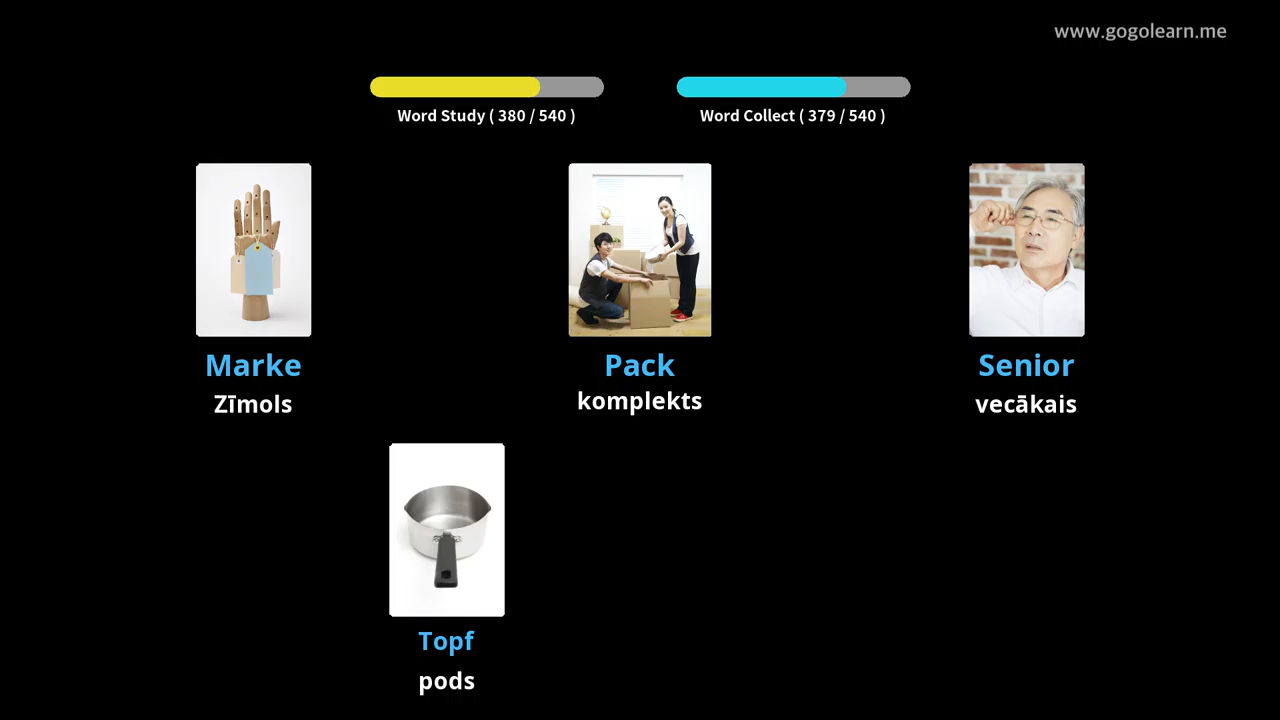 www.gogolearn.me
Word Study ( 380 / 540 )
Word Collect ( 379 / 540 )
Marke
Zīmols
Pack
komplekts
Senior
vecākais
Topf
pods